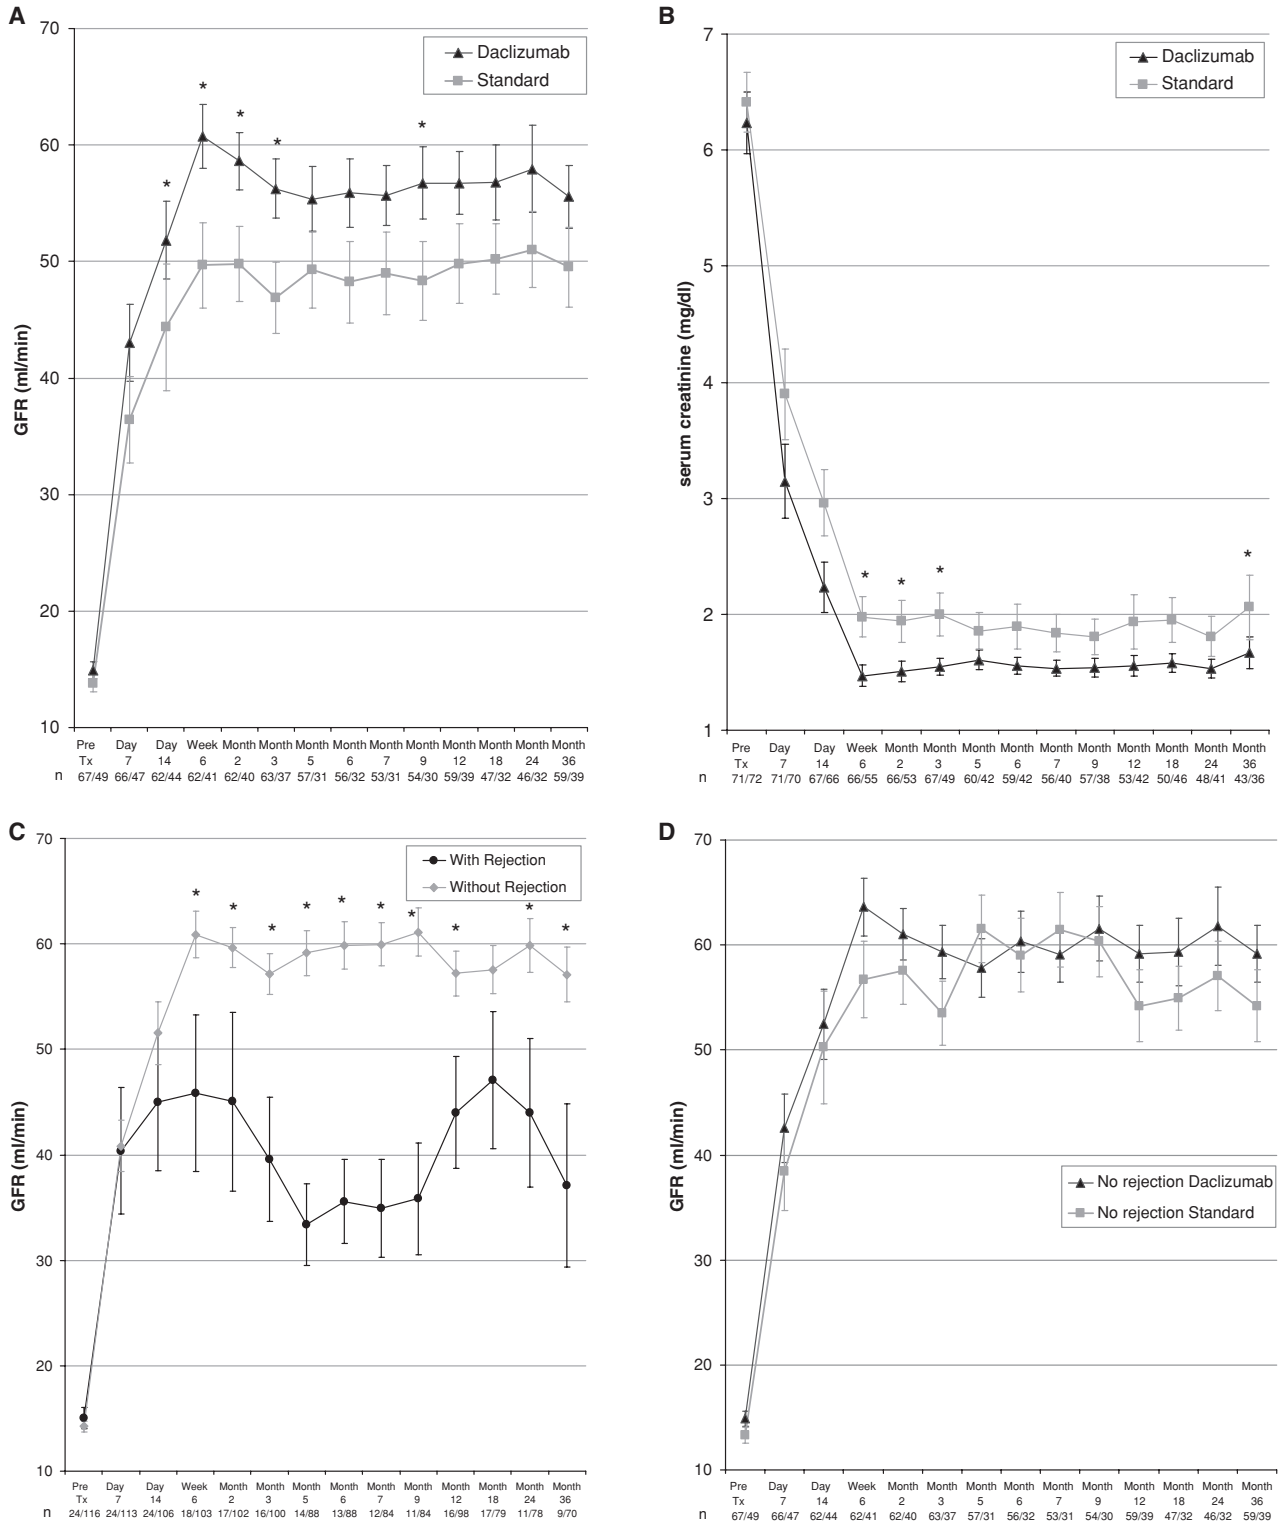 A
70
60
50
40
30
20
10
GFR (ml/min)
Daclizumab
Standard
*
*
*
*
*
Pre Day Day Week Month Month Month Month Month Month Month Month Month Month
Tx 7 14 6 2 3 5 6 7 9 12 18 24 36
n 67/49 66/47 62/44 62/41 62/40 63/37 57/31 56/32 53/31 54/30 59/39 47/32 46/32 59/39
B
7
6
5
4
3
2
1
serum creatinine (mg/dl)
Daclizumab
Standard
*
*
*
*
Pre Day Day Week Month Month Month Month Month Month Month Month Month Month
Tx 7 14 6 2 3 5 6 7 9 12 18 24 36
n 71/72 71/70 67/66 66/55 66/53 67/49 60/42 59/42 56/40 57/38 53/42 50/46 48/41 43/36
C
70
60
50
40
30
20
10
GFR (ml/min)
With Rejection
Without Rejection
*
*
*
*
*
*
*
*
*
*
Pre Day Day Week Month Month Month Month Month Month Month Month Month Month
Tx 7 14 6 2 3 5 6 7 9 12 18 24 36
n 24/116 24/113 24/106 18/103 17/102 16/100 14/88 13/88 12/84 11/84 16/98 17/79 11/78 9/70
D
70
60
50
40
30
20
10
GFR (ml/min)
No rejection Daclizumab
No rejection Standard
Pre Day Day Week Month Month Month Month Month Month Month Month Month Month
Tx 7 14 6 2 3 5 6 7 9 12 18 24 36
n 67/49 66/47 62/44 62/41 62/40 63/37 57/31 56/32 53/31 54/30 59/39 47/32 46/32 59/39